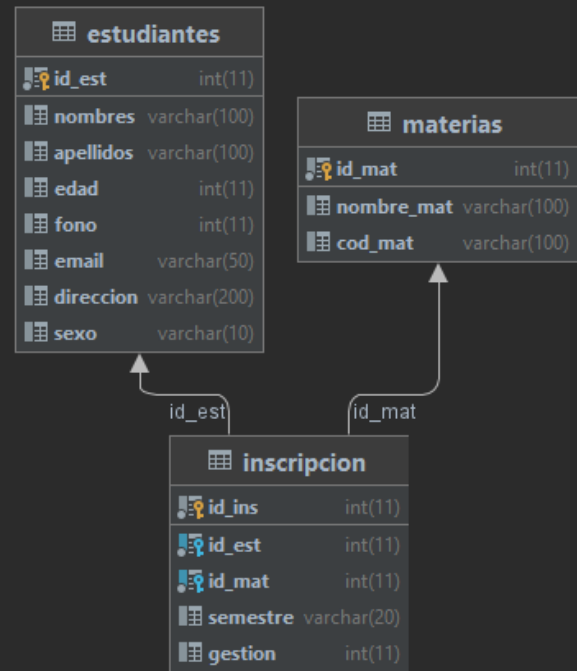 estudiantes
id_est int(11)
nombres varchar(100)
apellidos varchar(100)
edad int(11)
fono int(11)
email varchar(50)
direccion varchar(200)
sexo varchar(10)
materias
id_mat int(11)
nombre_mat varchar(100)
cod_mat varchar(100)
id_est
id_mat
inscripcion
id_ins int(11)
id_est int(11)
id_mat int(11)
semestre varchar(20)
gestion int(11)